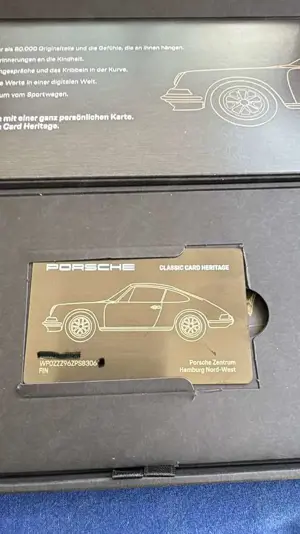 r als 80.000 Originalteile und die Gefühle, die an ihnen hängen.
rinnerungen an die Kindheit.
ngespräche und das Kribbeln in der Kurve.
e Werte in einer digitalen Welt.
um vom Sportwagen.
n mit einer ganz persönlichen Karte.
Card Heritage.
PORSCHE
CLASSIC CARD HERITAGE
WP0ZZZ96ZPS8306
FIN
Porsche Zentrum
Hamburg Nord-West